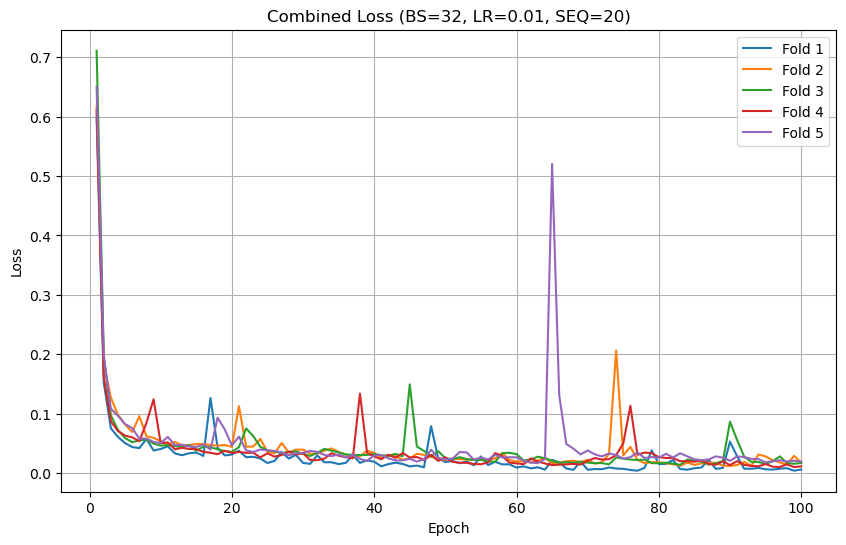 Combined Loss (BS=32, LR=0.01, SEQ=20)
Fold 1
Fold 2
Fold 3
Fold 4
Fold 5
Loss
0.7
0.6
0.5
0.4
0.3
0.2
0.1
0.0
0
20
40
60
80
100
Epoch